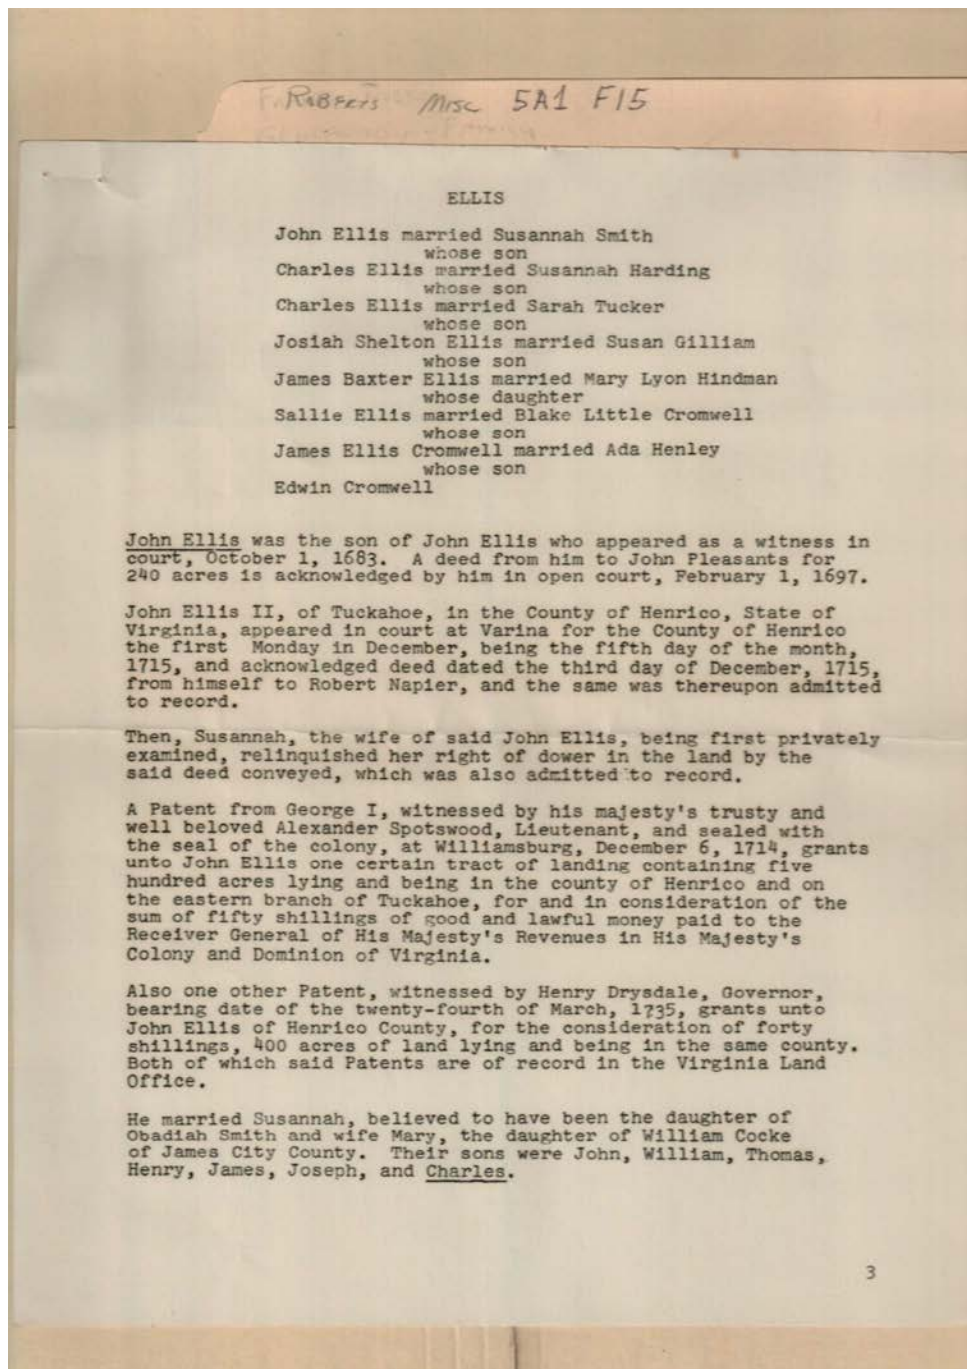 ROBERTS Misc 5A1 F15
ELLIS
John Ellis married Susannah Smith
whose son
Charles Ellis married Susannah Harding
whose son
Charles Ellis married Sarah Tucker
whose son
Josiah Shelton Ellis married Susan Gilliam
whose son
James Baxter Ellis married Mary Lyon Hindman
whose daughter
Sallie Ellis married Blake Little Cromwell
whose son
James Ellis Cromwell married Ada Henley
whose son
Edwin Cromwell
John Ellis was the son of John Ellis who appeared as a witness in
court, October 1, 1683. A deed from him to John Pleasants for
240 acres is acknowledged by him in open court, February 1, 1697.
John Ellis II, of Tuckahoe, in the County of Henrico, State of
Virginia, appeared in court at Varina for the County of Henrico
the first Monday in December, being the fifth day of the month,
1715, and acknowledged deed dated the third day of December, 1715,
from himself to Robert Napier, and the same was thereupon admitted
to record.
Then, Susannah, the wife of said John Ellis, being first privately
examined, relinquished her right of dower in the land by the
said deed conveyed, which was also admitted to record.
A Patent from George I, witnessed by his majesty's trusty and
well beloved Alexander Spotswood, Lieutenant, and sealed with
the seal of the colony, at Williamsburg, December 6, 1714, grants
unto John Ellis one certain tract of landing containing five
hundred acres lying and being in the county of Henrico and on
the eastern branch of Tuckahoe, for and in consideration of the
sum of fifty shillings of good and lawful money paid to the
Receiver General of His Majesty's Revenues in His Majesty's
Colony and Dominion of Virginia.
Also one other Patent, witnessed by Henry Drysdale, Governor,
bearing date of the twenty-fourth of March, 1735, grants unto
John Ellis of Henrico County, for the consideration of forty
shillings, 400 acres of land lying and being in the same county.
Both of which said Patents are of record in the Virginia Land
Office.
He married Susannah, believed to have been the daughter of
Obadiah Smith and wife Mary, the daughter of William Cocke
of James City County. Their sons were John, William, Thomas,
Henry, James, Joseph, and Charles.
3